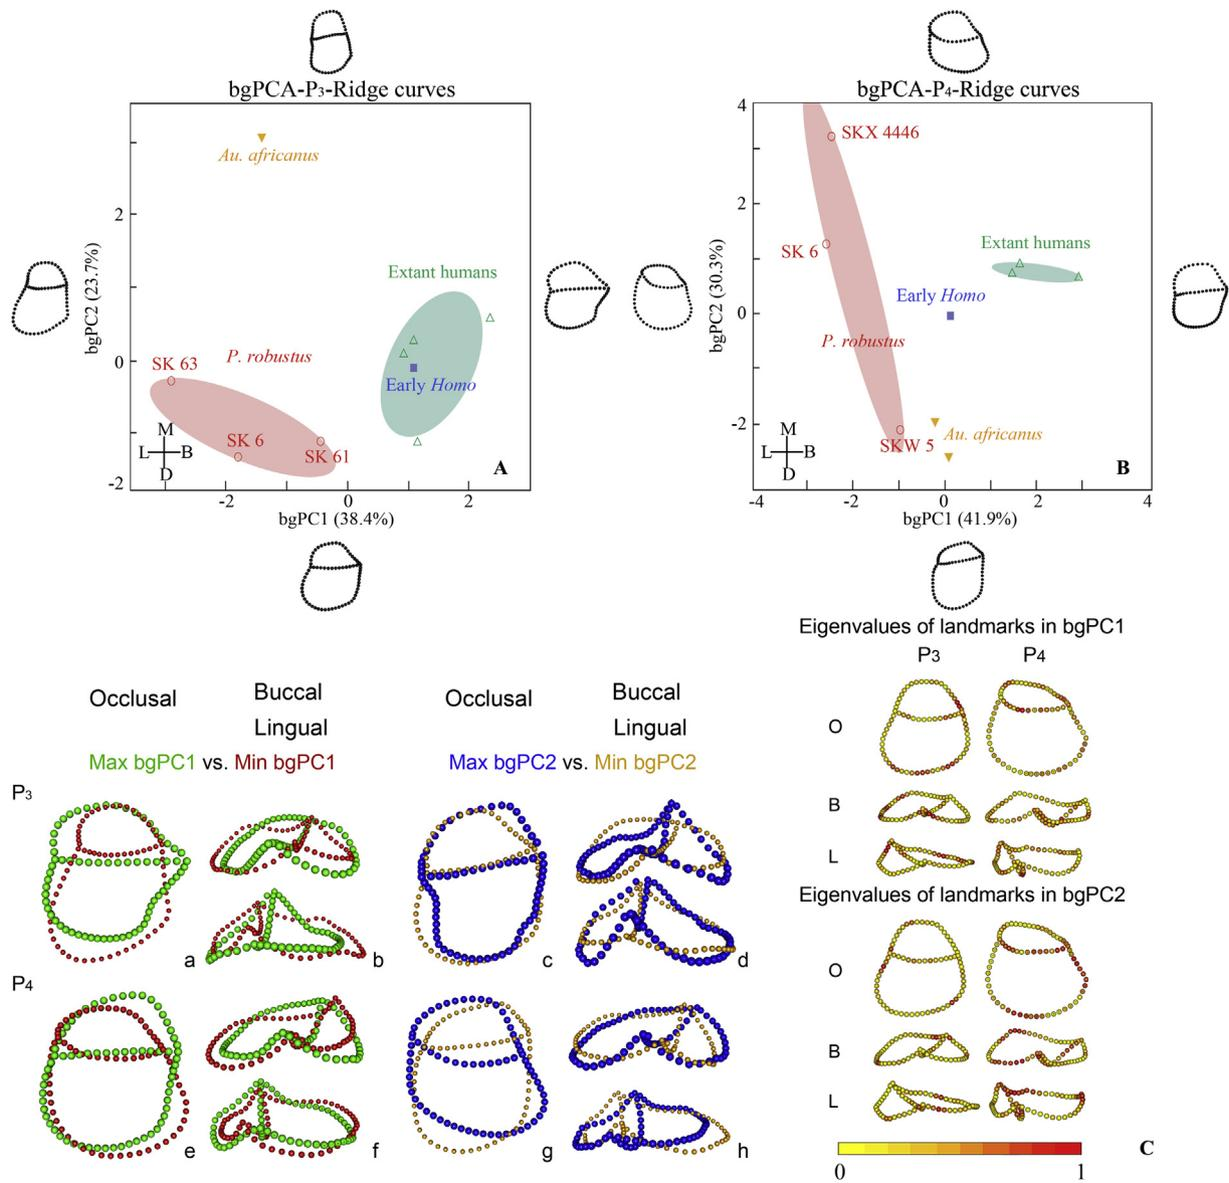 bgPCA-P3-Ridge curves
Au. africanus
2
0
-2
bgPC2 (23.7%)
Extant humans
P. robustus
SK 63
SK 6
SK 61
Early Homo
M
L B
D
A
-2
0
2
bgPC1 (38.4%)
bgPCA-P4-Ridge curves
4
2
0
-2
bgPC2 (30.3%)
SKX 4446
SK 6
Extant humans
Early Homo
P. robustus
Au. africanus
SKW 5
M
L B
D
B
-4
-2
0
2
4
bgPC1 (41.9%)
Occlusal
Buccal
Lingual
Max bgPC1 vs. Min bgPC1
Occlusal
Buccal
Lingual
Max bgPC2 vs. Min bgPC2
P3
a
b
c
d
P4
e
f
g
h
Eigenvalues of landmarks in bgPC1
P3 P4
O
B
L
Eigenvalues of landmarks in bgPC2
O
B
L
0 1
C